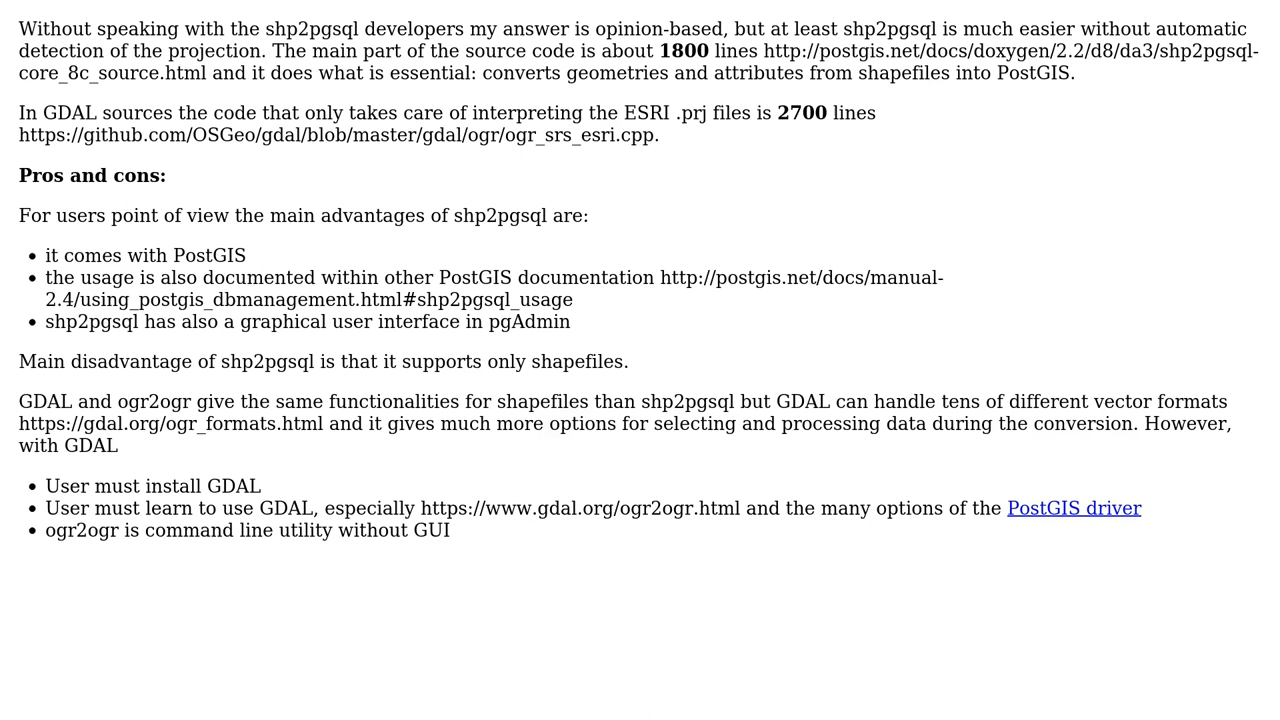 Without speaking with the shp2pgsql developers my answer is opinion-based, but at least shp2pgsql is much easier without automatic
detection of the projection. The main part of the source code is about 1800 lines http://postgis.net/docs/doxygen/2.2/d8/da3/shp2pgsql-
core_8c_source.html and it does what is essential: converts geometries and attributes from shapefiles into PostGIS.
In GDAL sources the code that only takes care of interpreting the ESRI .prj files is 2700 lines
https://github.com/OSGeo/gdal/blob/master/gdal/ogr/ogr_srs_esri.cpp.
Pros and cons:
For users point of view the main advantages of shp2pgsql are:
• it comes with PostGIS
• the usage is also documented within other PostGIS documentation http://postgis.net/docs/manual-
2.4/using_postgis_dbmanagement.html#shp2pgsql_usage
• shp2pgsql has also a graphical user interface in pgAdmin
Main disadvantage of shp2pgsql is that it supports only shapefiles.
GDAL and ogr2ogr give the same functionalities for shapefiles than shp2pgsql but GDAL can handle tens of different vector formats
https://gdal.org/ogr_formats.html and it gives much more options for selecting and processing data during the conversion. However,
with GDAL
• User must install GDAL
• User must learn to use GDAL, especially https://www.gdal.org/ogr2ogr.html and the many options of the PostGIS driver
• ogr2ogr is command line utility without GUI